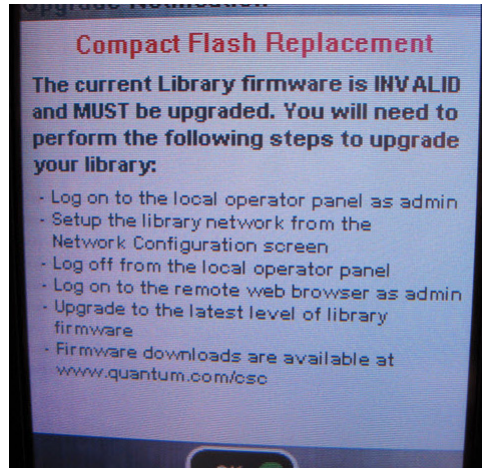 Upgrade Notification
Compact Flash Replacement
The current Library firmware is INVALID
and MUST be upgraded. You will need to
perform the following steps to upgrade
your library:
- Log on to the local operator panel as admin
- Setup the library network from the
Network Configuration screen
- Log off from the local operator panel
- Log on to the remote web browser as admin
- Upgrade to the latest level of library
firmware
- Firmware downloads are available at
www.quantum.com/csc
OK